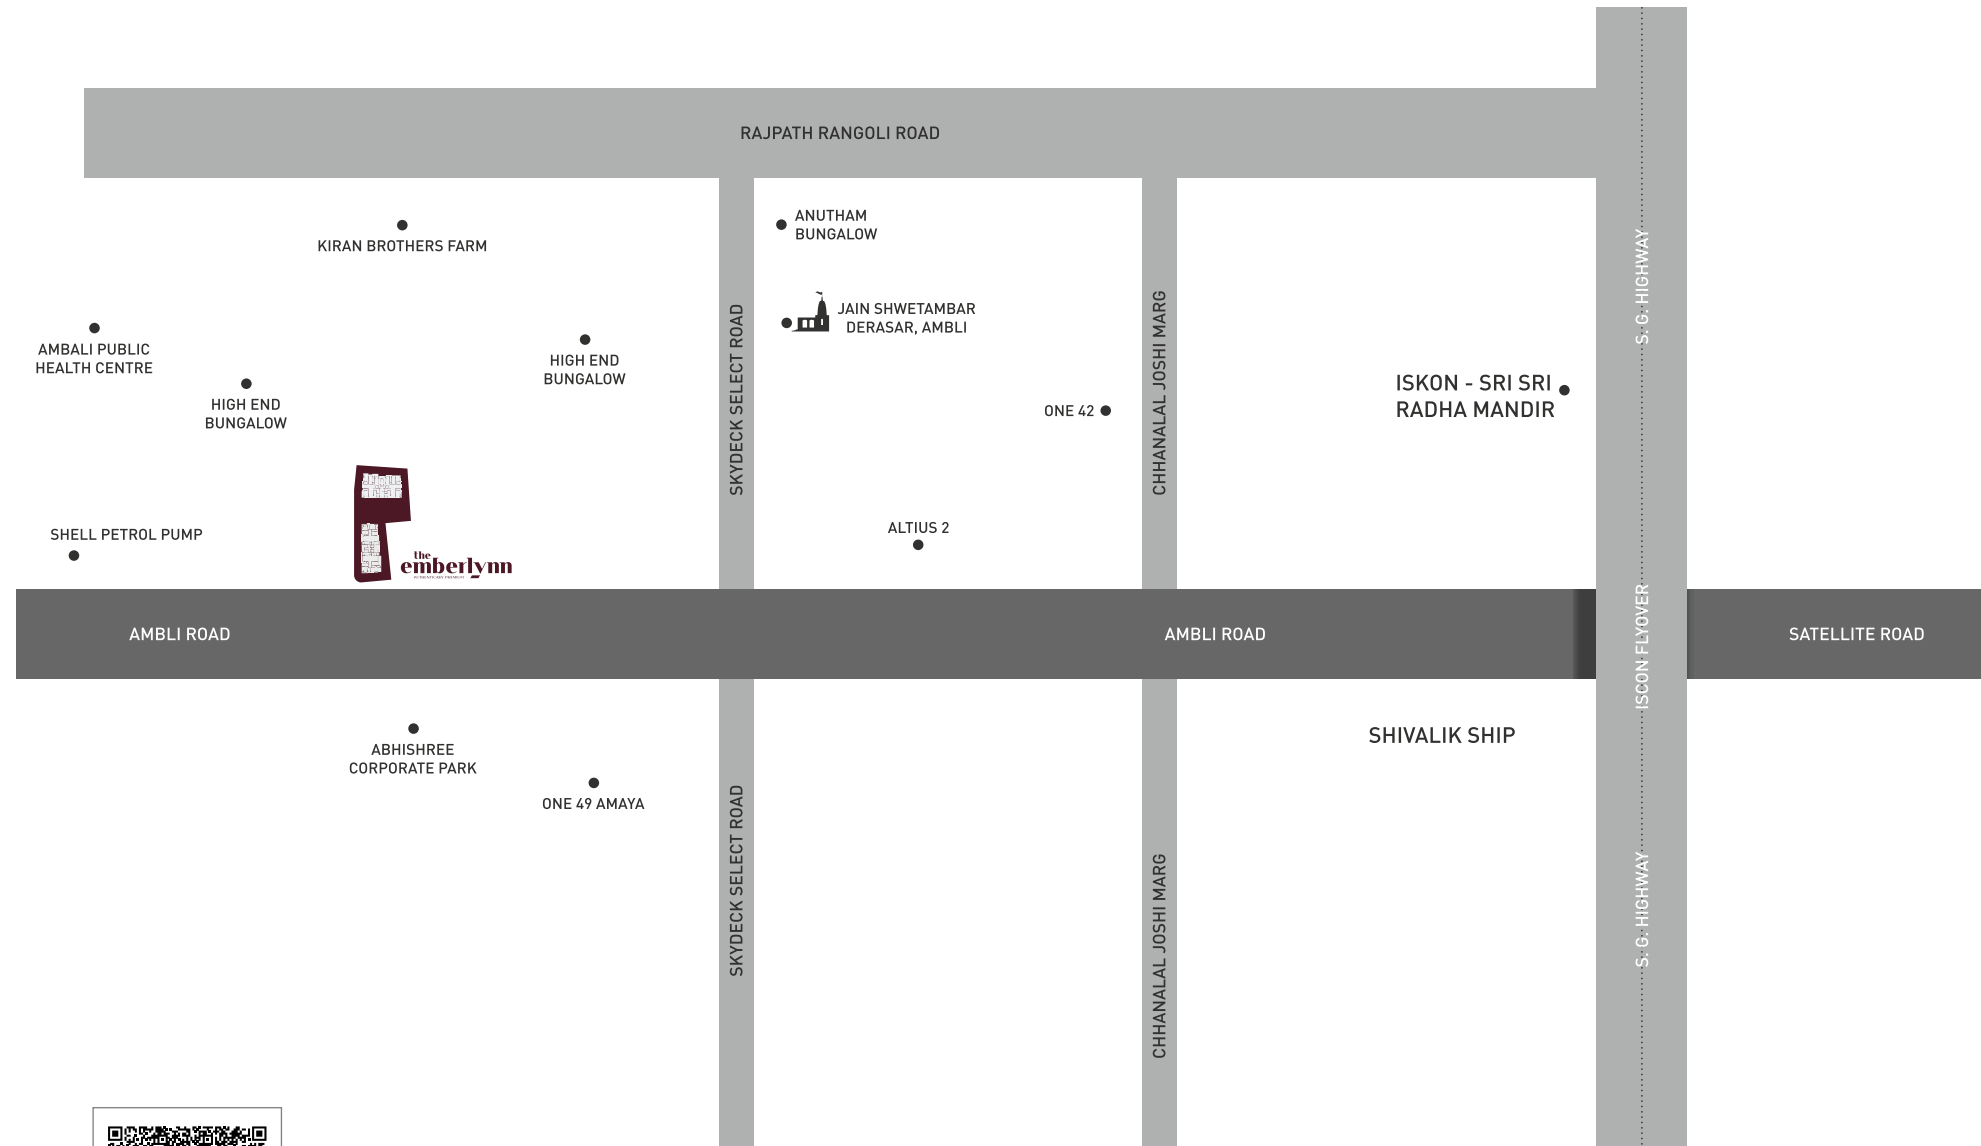 RAJPATH RANGOLI ROAD
KIRAN BROTHERS FARM
ANUTHAM
BUNGALOW
JAIN SHWETAMBAR
DERASAR, AMBLI
AMBALI PUBLIC
HEALTH CENTRE
HIGH END
BUNGALOW
HIGH END
BUNGALOW
SKYDECK SELECT ROAD
ONE 42
CHHANALAL JOSHI MARG
ISKON - SRI SRI
RADHA MANDIR
S. G. HIGHWAY
SHELL PETROL PUMP
the
emberlynn
ALTIUS 2
AMBLI ROAD
AMBLI ROAD
ISCON FLYOVER
SATELLITE ROAD
ABHISHREE
CORPORATE PARK
ONE 49 AMAYA
SKYDECK SELECT ROAD
CHHANALAL JOSHI MARG
SHIVALIK SHIP
S. G. HIGHWAY